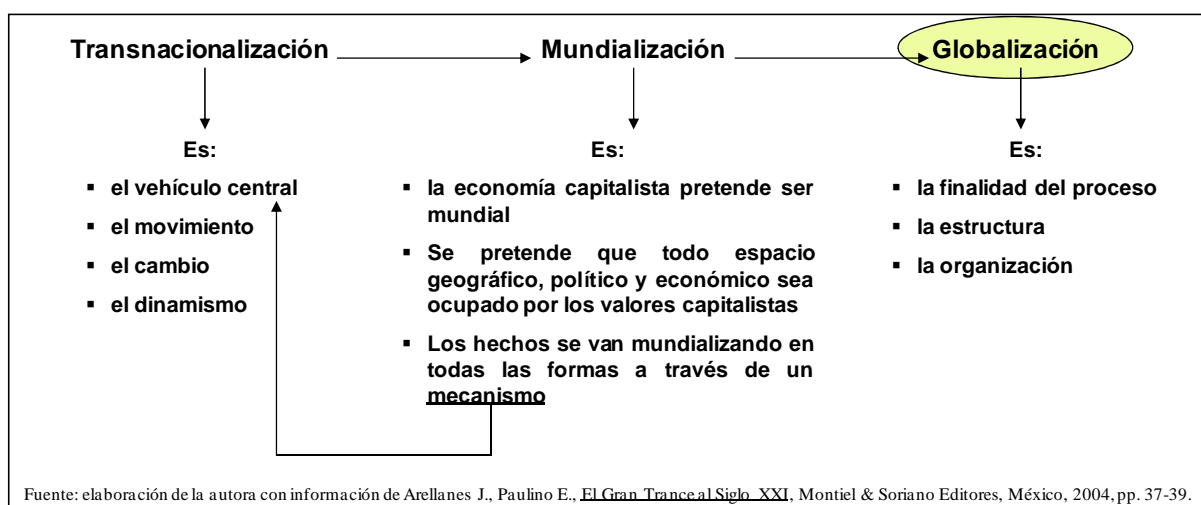 Transnacionalización Mundialización Globalización
Es:
▪ el vehículo central
▪ el movimiento
▪ el cambio
▪ el dinamismo
Es:
▪ la economía capitalista pretende ser
mundial
▪ Se pretende que todo espacio
geográfico, político y económico sea
ocupado por los valores capitalistas
▪ Los hechos se van mundializando en
todas las formas a través de un
mecanismo
Es:
▪ la finalidad del proceso
▪ la estructura
▪ la organización
Fuente: elaboración de la autora con información de Arellanes J., Paulino E., El Gran Trance al Siglo XXI, Montiel & Soriano Editores, México, 2004, pp. 37-39.